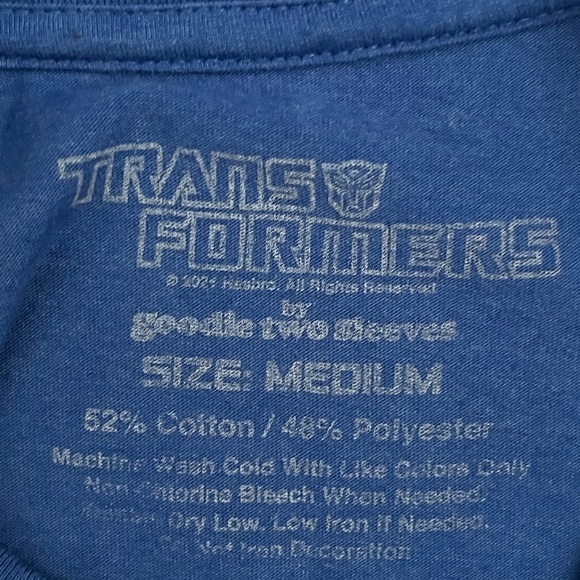 TRANS
FORMERS
© 2021 Hasbro. All Rights Reserved
by
goodie two sleeves
SIZE: MEDIUM
52% Cotton / 48% Polyester
Machine Wash Cold With Like Colors Only
Non-Chlorine Bleach When Needed.
Tumble Dry Low. Low Iron if Needed.
Do Not Iron Decoration